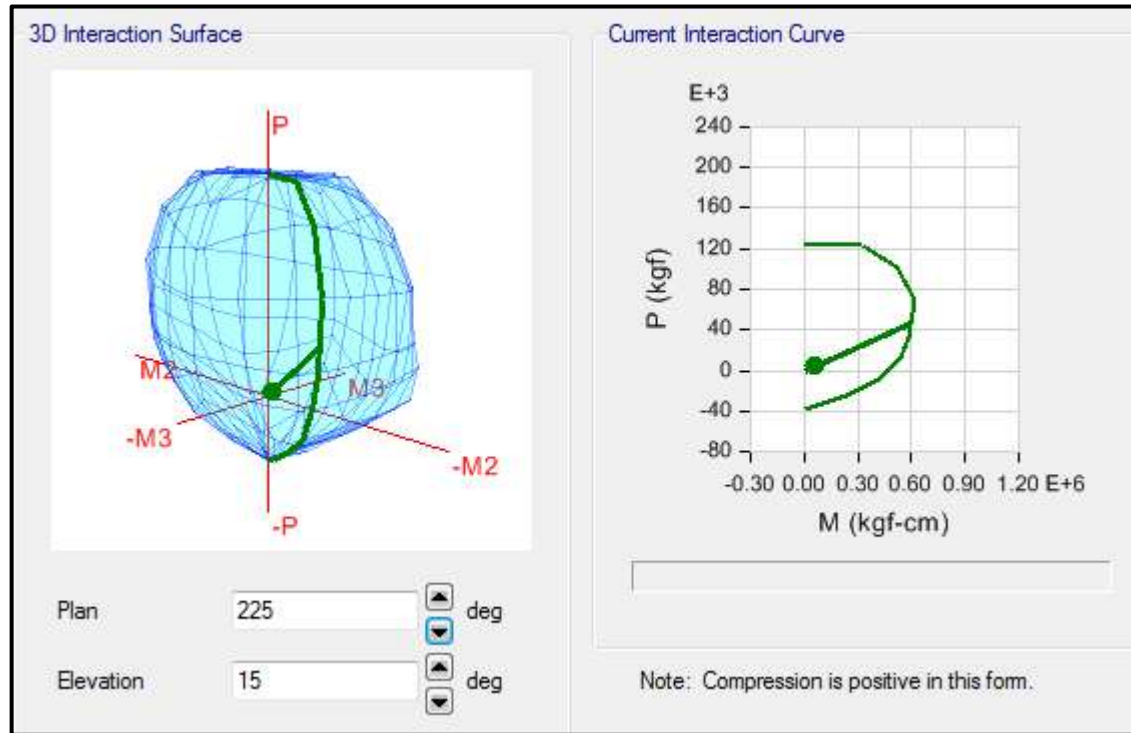 3D Interaction Surface
P
M2
M3
-M3
-M2
-P
Plan
225
deg
Elevation
15
deg
Current Interaction Curve
E+3
240
200
160
120
80
40
0
-40
-80
P (kgf)
-0.30 0.00 0.30 0.60 0.90 1.20 E+6
M (kgf-cm)
Note: Compression is positive in this form.